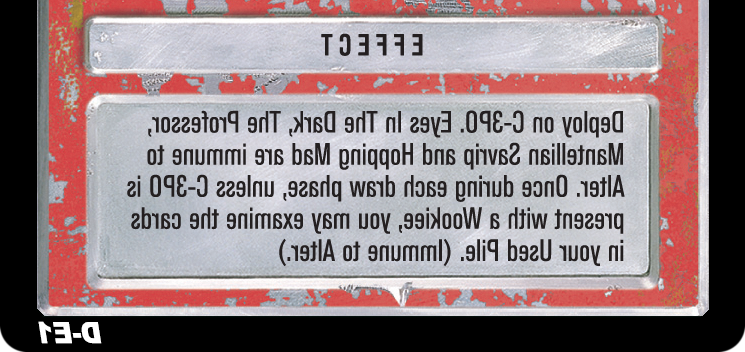 EFFECT
Deploy on C-3PO. Eyes In The Dark, The Professor,
Mantellian Savrip and Hopping Mad are immune to
Alter. Once during each draw phase, unless C-3PO is
present with a Wookiee, you may examine the cards
in your Used Pile. (Immune to Alter.)
D-E1